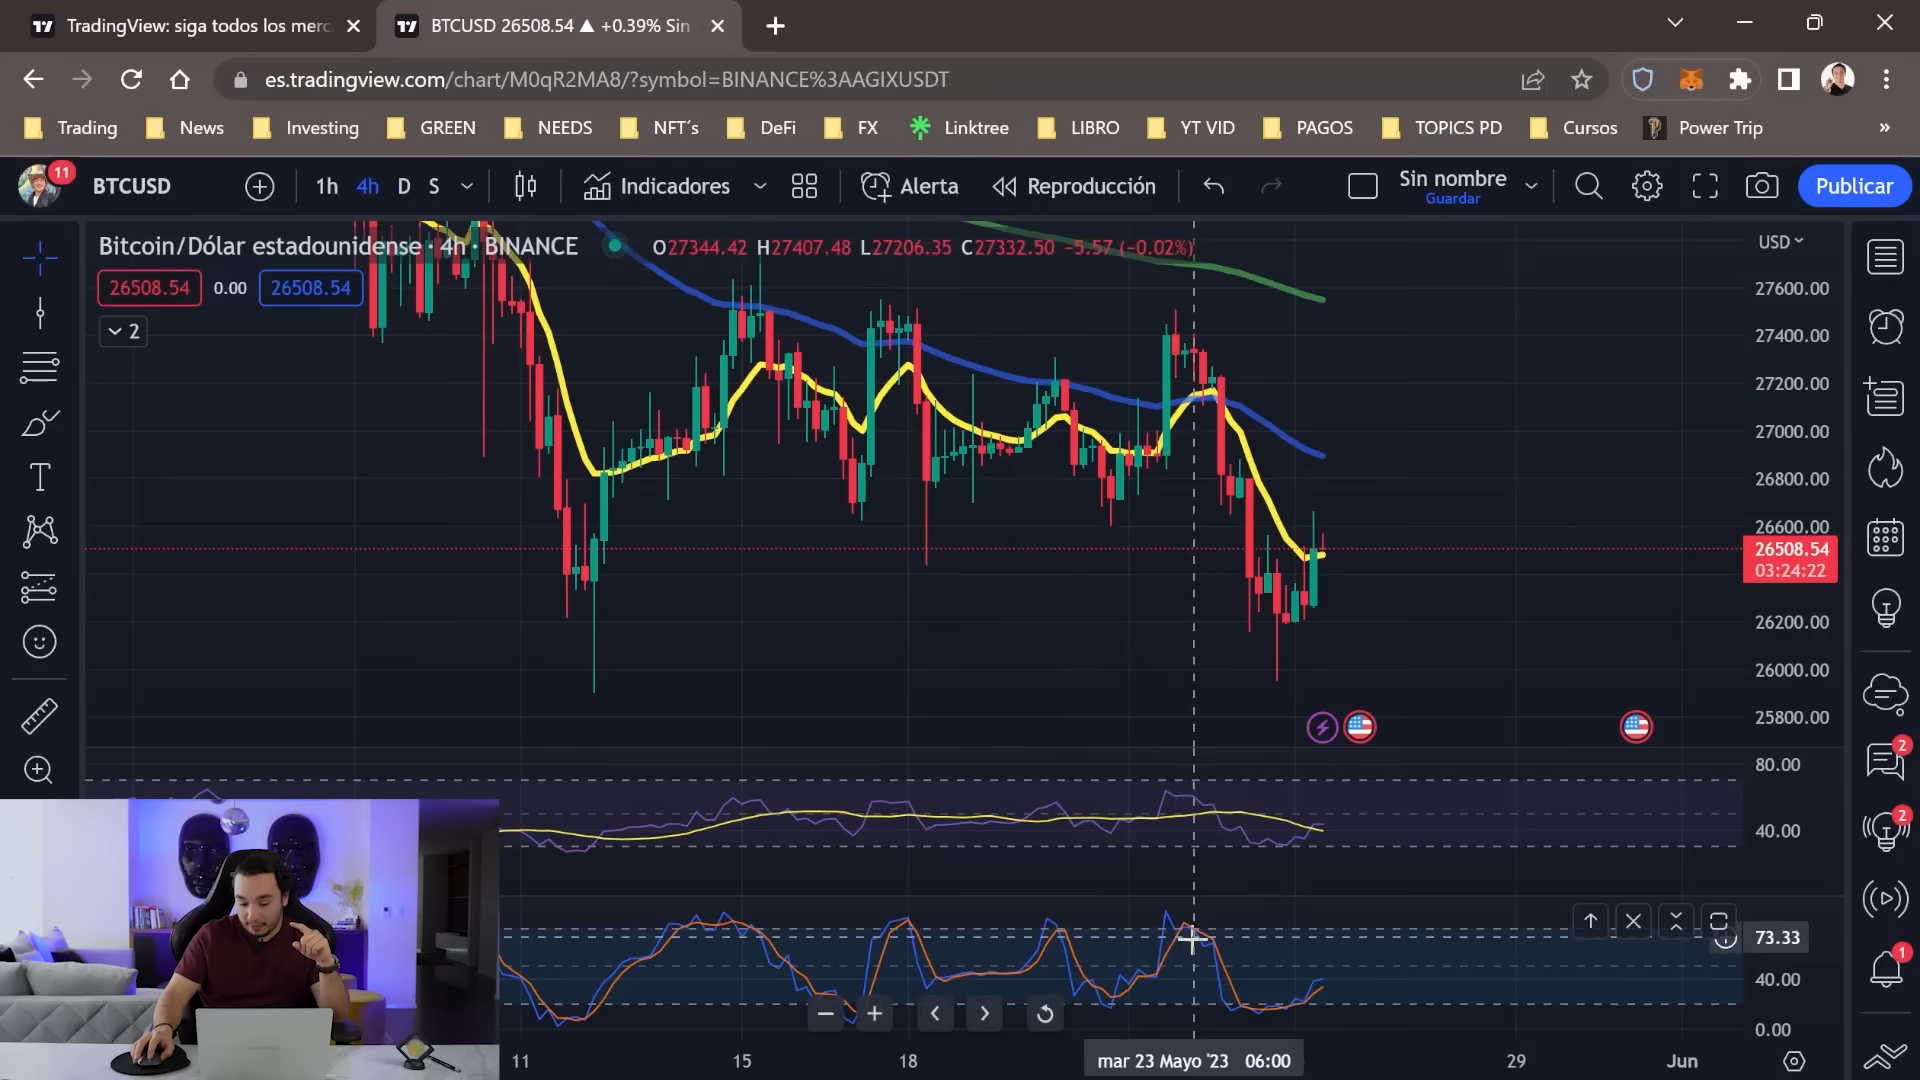 TradingView: siga todos los merc
BTCUSD 26508.54 ▲ +0.39% Sin
es.tradingview.com/chart/M0qR2MA8/?symbol=BINANCE%3AAGIXUSDT
Trading
News
Investing
GREEN
NEEDS
NFT´s
DeFi
FX
Linktree
LIBRO
YT VID
PAGOS
TOPICS PD
Cursos
Power Trip
»
11
BTCUSD
1h
4h
D
S
Indicadores
Alerta
Reproducción
Sin nombre
Guardar
Publicar
Bitcoin/Dólar estadounidense · 4h · BINANCE
O27344.42 H27407.48 L27206.35 C27332.50 −5.57 (−0.02%)
USD
26508.54
0.00
26508.54
2
27600.00
27400.00
27200.00
27000.00
26800.00
26600.00
26508.54
03:24:22
26200.00
26000.00
25800.00
80.00
40.00
73.33
40.00
0.00
2
2
1
11
15
18
mar 23 Mayo '23 06:00
29
Jun